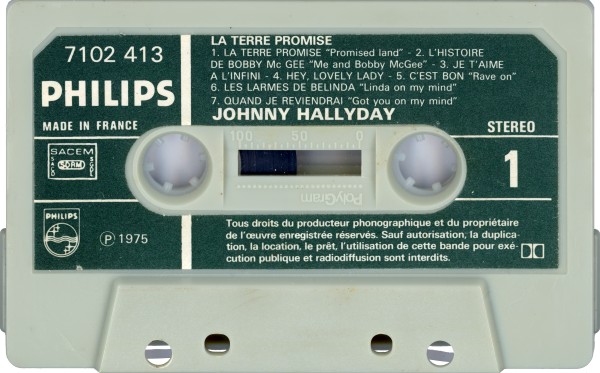 7102 413
PHILIPS
MADE IN FRANCE
SACEM
SDRM
PHILIPS
Ⓟ 1975
LA TERRE PROMISE
1. LA TERRE PROMISE "Promised land" - 2. L'HISTOIRE
DE BOBBY Mc GEE "Me and Bobby McGee" - 3. JE T'AIME
A L'INFINI - 4. HEY, LOVELY LADY - 5. C'EST BON "Rave on"
6. LES LARMES DE BELINDA "Linda on my mind"
7. QUAND JE REVIENDRAI "Got you on my mind"
JOHNNY HALLYDAY
STEREO
1
100 50 0
PolyGram
Tous droits du producteur phonographique et du propriétaire
de l'œuvre enregistrée réservés. Sauf autorisation, la duplica-
tion, la location, le prêt, l'utilisation de cette bande pour exé-
cution publique et radiodiffusion sont interdits.